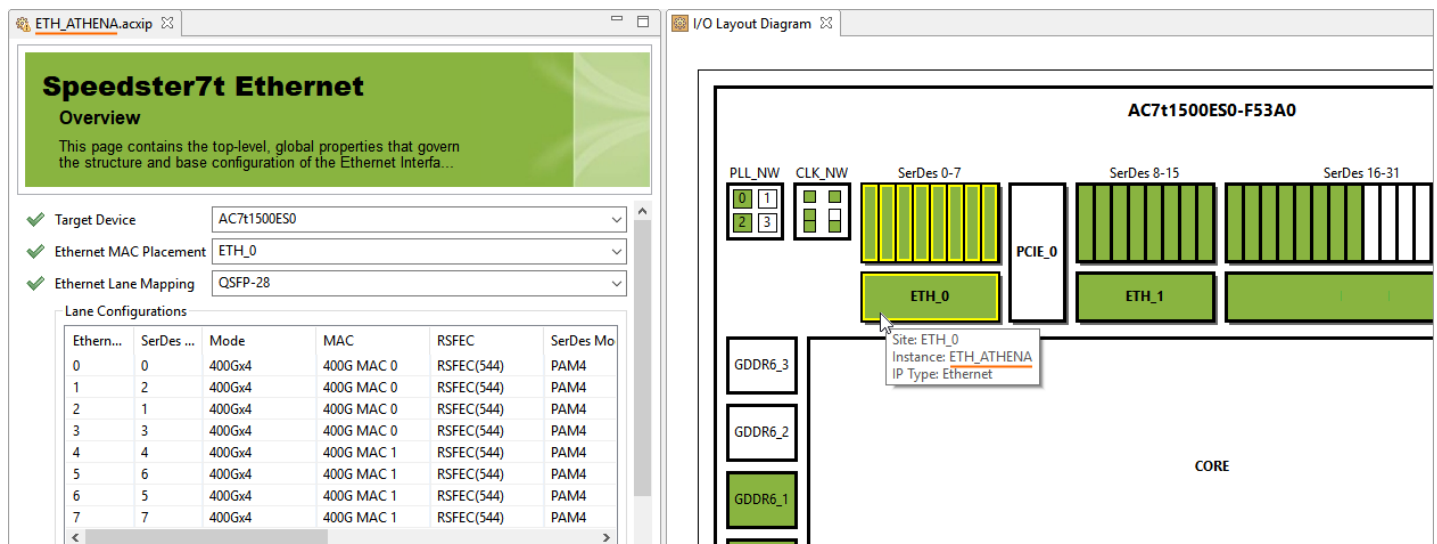 ETH_ATHENA.acxip
Speedster7t Ethernet
Overview
This page contains the top-level, global properties that govern
the structure and base configuration of the Ethernet Interfa...
Target Device AC7t1500ES0
Ethernet MAC Placement ETH_0
Ethernet Lane Mapping QSFP-28
Lane Configurations
Ethern... SerDes ... Mode MAC RSFEC SerDes Mo
0 0 400Gx4 400G MAC 0 RSFEC(544) PAM4
1 2 400Gx4 400G MAC 0 RSFEC(544) PAM4
2 1 400Gx4 400G MAC 0 RSFEC(544) PAM4
3 3 400Gx4 400G MAC 0 RSFEC(544) PAM4
4 4 400Gx4 400G MAC 1 RSFEC(544) PAM4
5 6 400Gx4 400G MAC 1 RSFEC(544) PAM4
6 5 400Gx4 400G MAC 1 RSFEC(544) PAM4
7 7 400Gx4 400G MAC 1 RSFEC(544) PAM4
I/O Layout Diagram
AC7t1500ES0-F53A0
PLL_NW CLK_NW SerDes 0-7 SerDes 8-15 SerDes 16-31
0 1
2 3
PCIE_0
ETH_0 ETH_1
Site: ETH_0
Instance: ETH_ATHENA
IP Type: Ethernet
GDDR6_3
GDDR6_2
CORE
GDDR6_1